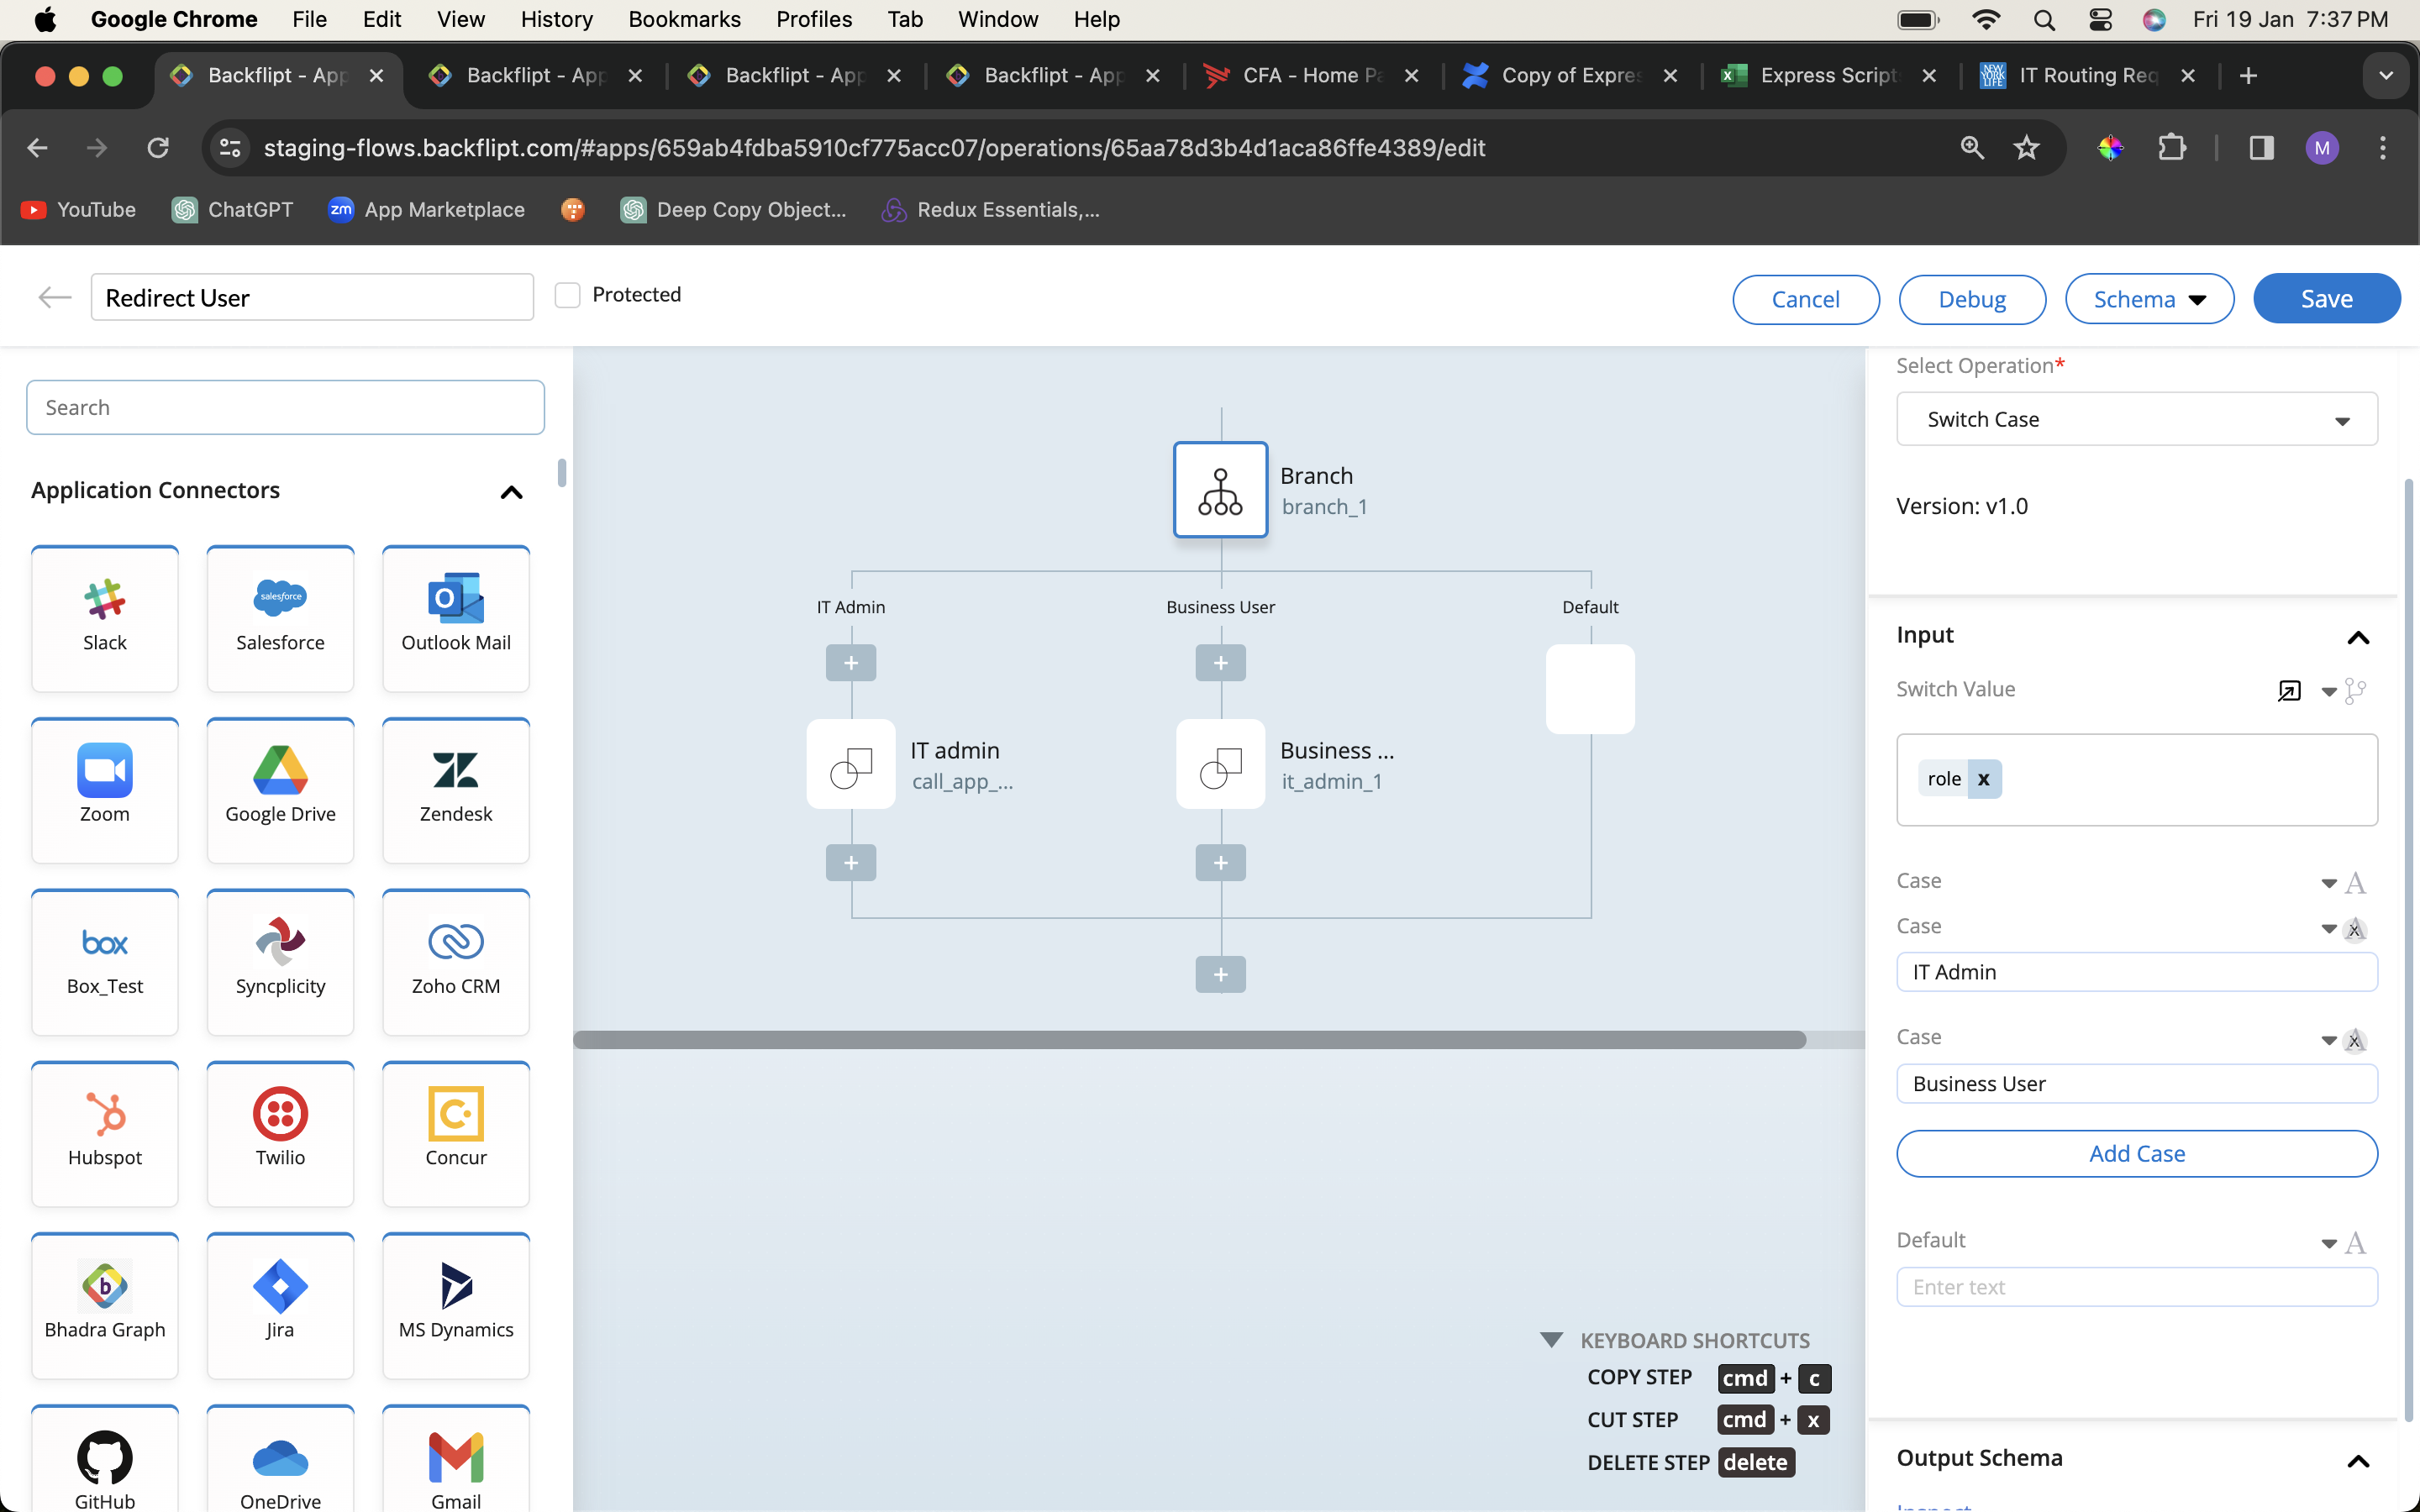 Google Chrome File Edit View History Bookmarks Profiles Tab Window Help Fri 19 Jan 7:37 PM
Backflipt - App Backflipt - App Backflipt - App Backflipt - App CFA - Home Pa Copy of Expres Express Script IT Routing Req
staging-flows.backflipt.com/#apps/659ab4fdba5910cf775acc07/operations/65aa78d3b4d1aca86ffe4389/edit
M
YouTube ChatGPT zm App Marketplace Deep Copy Object... Redux Essentials,...
Redirect User Protected Cancel Debug Schema Save
Search
Application Connectors
Slack
salesforce
Salesforce
Outlook Mail
Zoom
Google Drive
Zendesk
box
Box_Test
Syncplicity
Zoho CRM
Hubspot
Twilio
Concur
Bhadra Graph
Jira
MS Dynamics
GitHub
OneDrive
Gmail
Branch
branch_1
IT Admin Business User Default
+ +
IT admin
call_app_...
Business ...
it_admin_1
+ +
+
KEYBOARD SHORTCUTS
COPY STEP cmd + c
CUT STEP cmd + x
DELETE STEP delete
Select Operation*
Switch Case
Version: v1.0
Input
Switch Value
role x
Case A
Case
IT Admin
Case
Business User
Add Case
Default A
Enter text
Output Schema